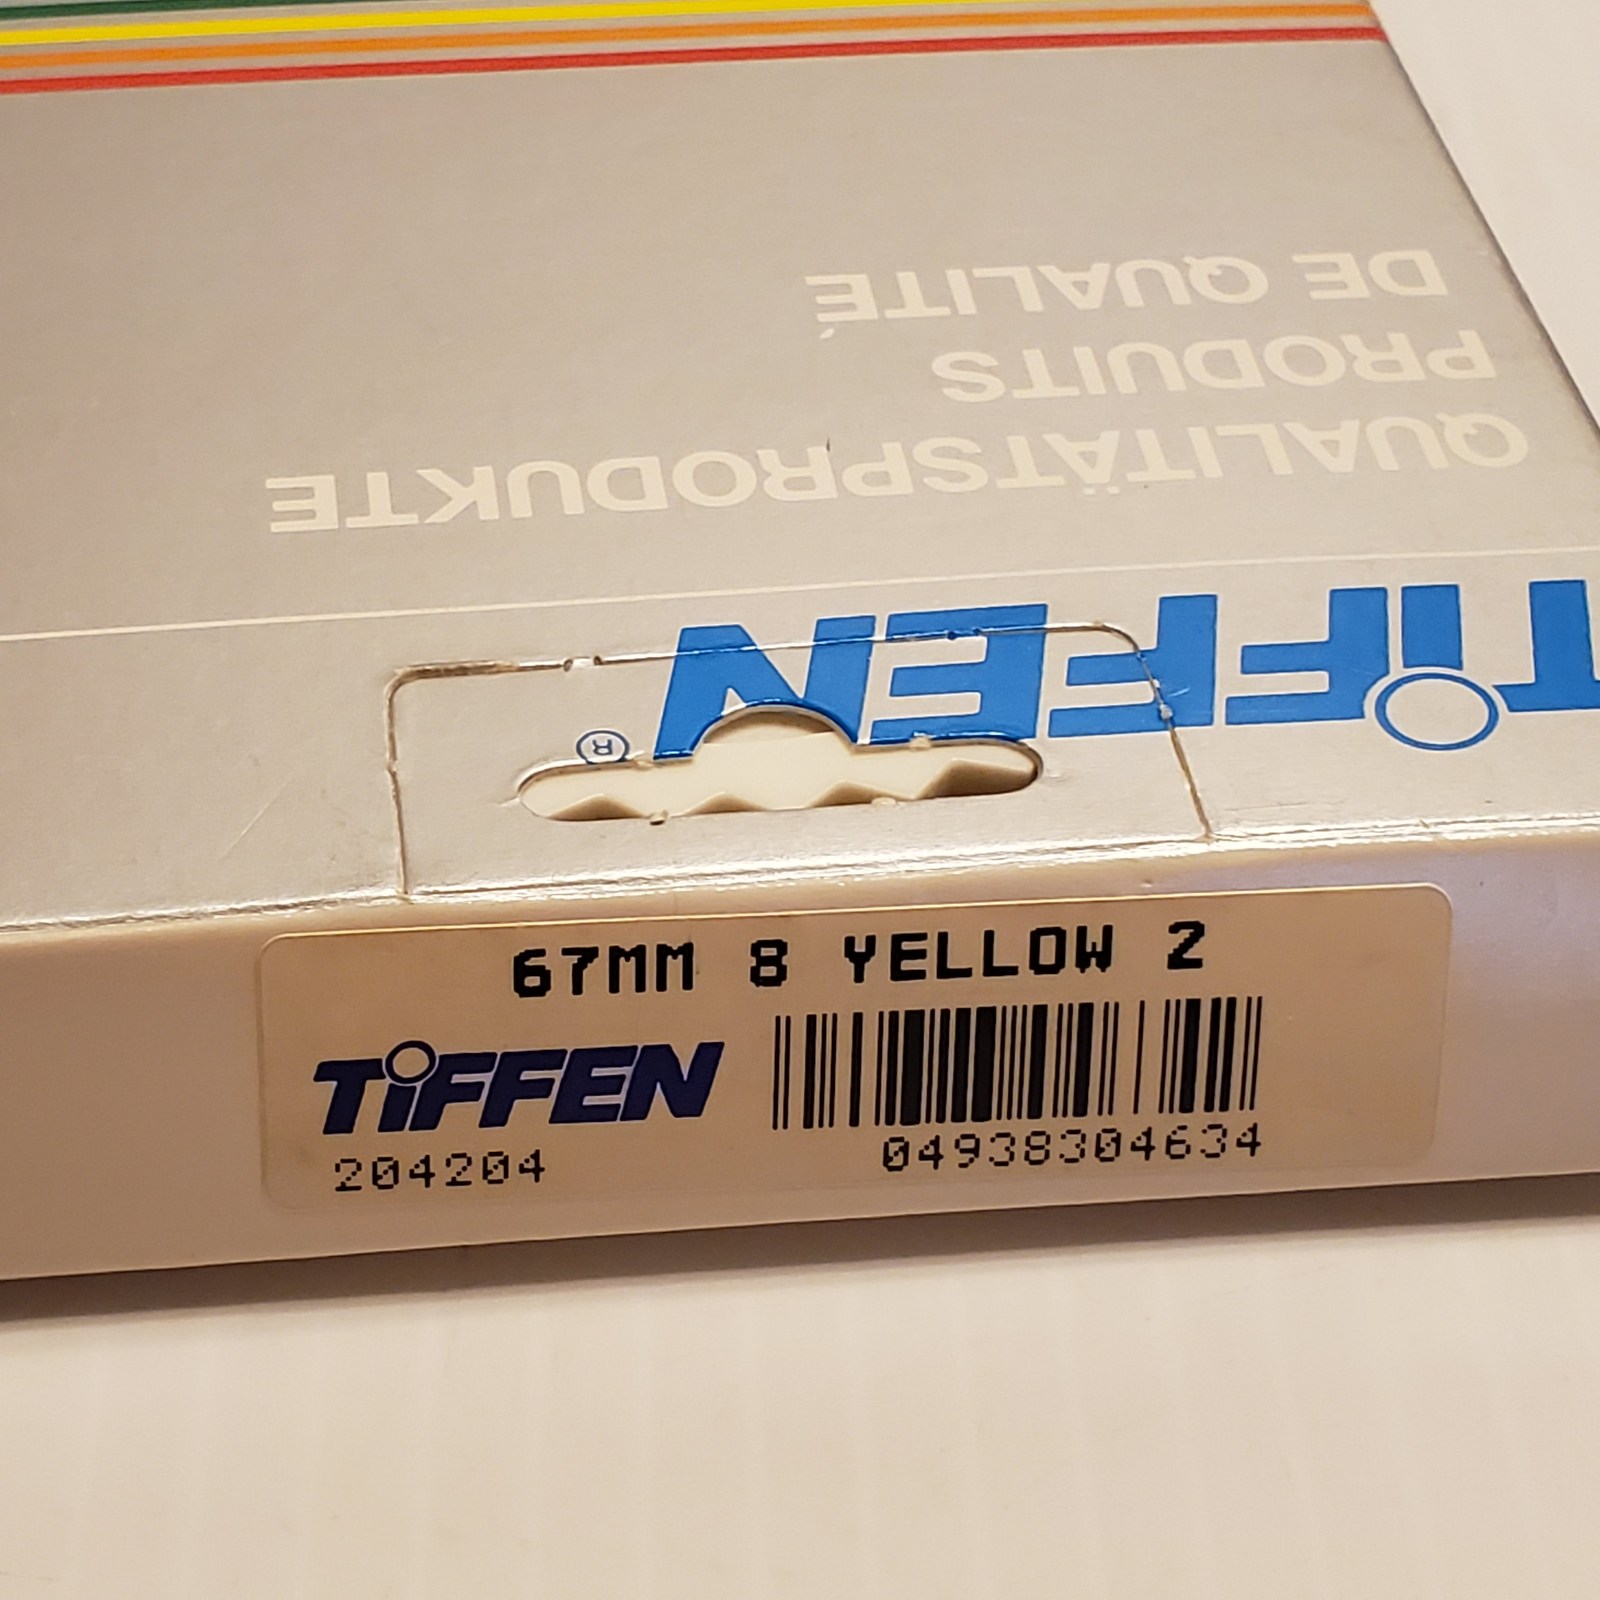 DE QUALITÉ
PRODUITS
QUALITÄTSPRODUKTE
TIFFEN®
67MM 8 YELLOW 2
TIFFEN
204204
04938304634